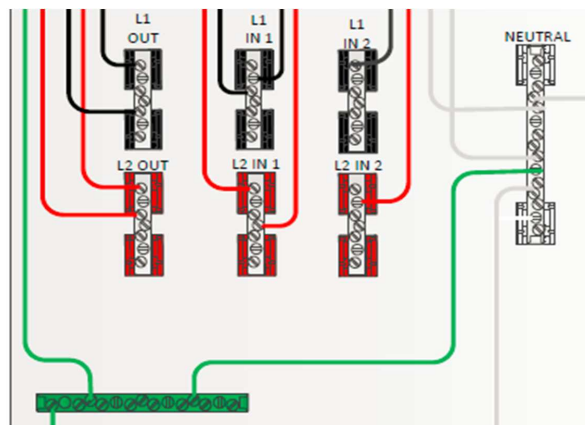 L1
OUT
L1
IN 1
L1
IN 2
NEUTRAL
L2 OUT
L2 IN 1
L2 IN 2